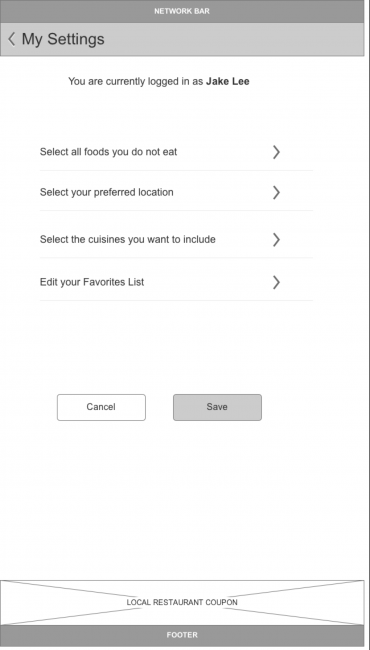 NETWORK BAR
My Settings
You are currently logged in as Jake Lee
Select all foods you do not eat
Select your preferred location
Select the cuisines you want to include
Edit your Favorites List
Cancel
Save
LOCAL RESTAURANT COUPON
FOOTER